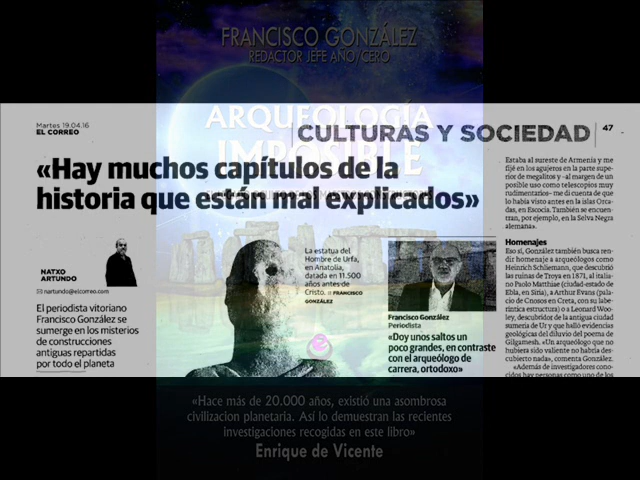 FRANCISCO GONZÁLEZ
REDACTOR JEFE AÑO/CERO
ARQUEOLOGÍA
IMPOSIBLE
Martes 19.04.16
EL CORREO
CULTURAS Y SOCIEDAD
47
«Hay muchos capítulos de la
historia que están mal explicados»
NATXO
ARTUNDO
nartundo@elcorreo.com
El periodista vitoriano
Francisco González se
sumerge en los misterios
de construcciones
antiguas repartidas
por todo el planeta
La estatua del
Hombre de Urfa,
en Anatolia,
datada en 11.500
años antes de
Cristo. FRANCISCO
GONZÁLEZ
Francisco González
Periodista
«Doy unos saltos un
poco grandes, en contraste
con el arqueólogo de
carrera, ortodoxo»
Estaba al sureste de Armenia y me
fijé en los agujeros en la parte supe-
rior de megalitos y -al margen de un
posible uso como telescopios muy
rudimentarios- me di cuenta de que
lo había visto antes en la islas Orca-
das, en Escocia. También se encuen-
tran, por ejemplo, en la Selva Negra
alemana».
Homenajes
Eso sí, González también busca ren-
dir homenaje a arqueólogos como
Heinrich Schliemann, que descubrió
las ruinas de Troya en 1871, al italia-
no Paolo Matthiae (ciudad-estado de
Ebla, en Siria), a Arthur Evans (pala-
cio de Cnosos en Creta, con su labe-
ríntica estructura) o a Leonard Woo-
ley, descubridor de la antigua ciudad
sumeria de Ur y que halló evidencias
geológicas del diluvio del poema de
Gilgamesh. «Un arqueólogo que no
hubiera sido valiente no habría des-
cubierto nada», comenta González.
«Además de investigadores cono-
cidos hay personas como uno de los
«Hace más de 20.000 años, existió una asombrosa
civilizacion planetaria. Así lo demuestran las recientes
investigaciones recogidas en este libro»
Enrique de Vicente